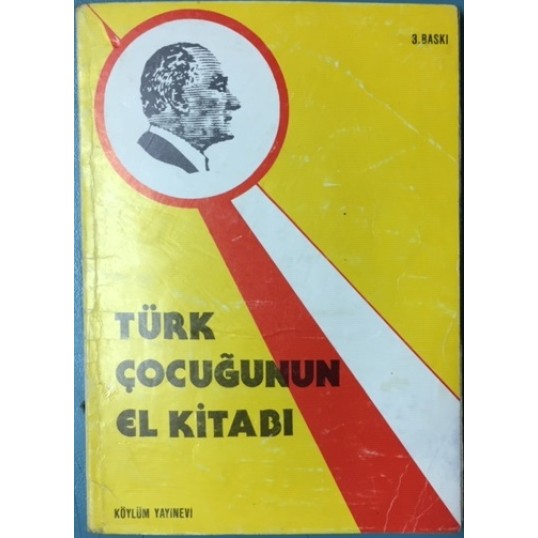 3. BASKI
TÜRK
ÇOCUĞUNUN
EL KİTABI
KÖYLÜM YAYINEVİ